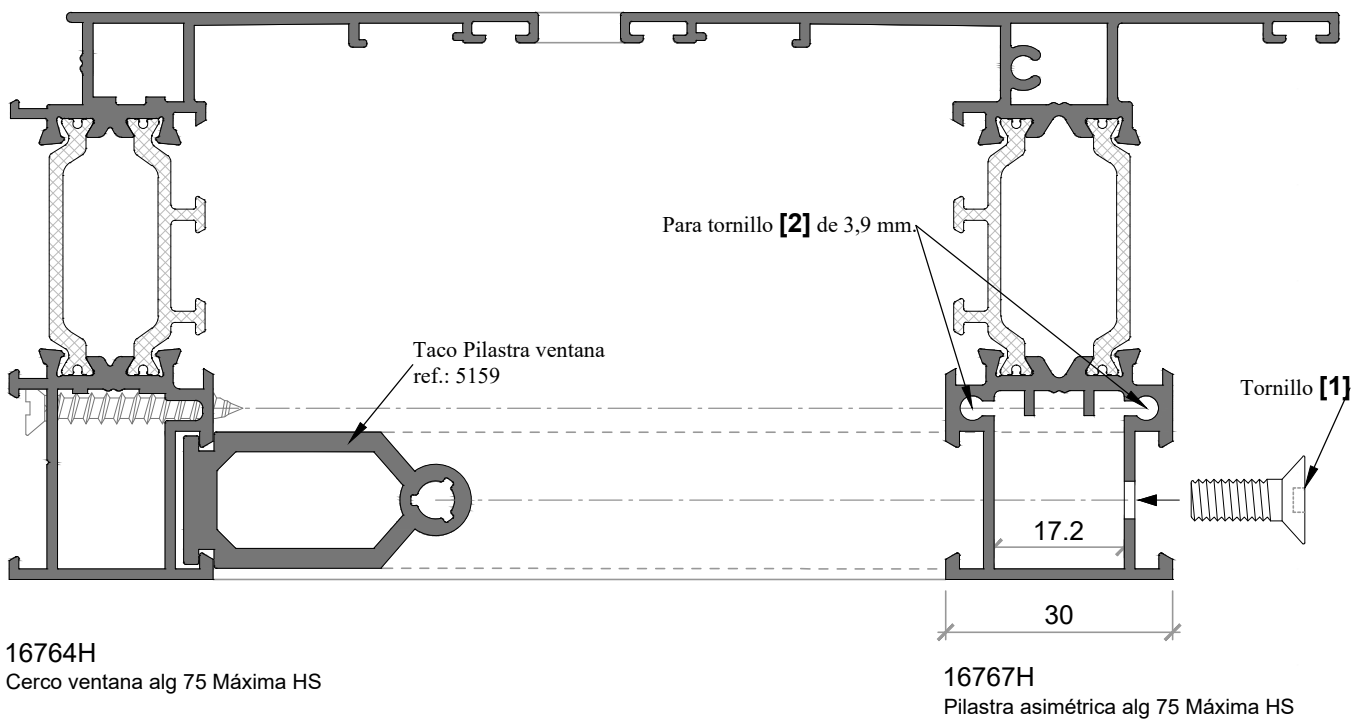 Para tornillo [2] de 3,9 mm.
Taco Pilastra ventana
ref.: 5159
Tornillo [1]
17.2
30
16764H
Cerco ventana alg 75 Máxima HS
16767H
Pilastra asimétrica alg 75 Máxima HS